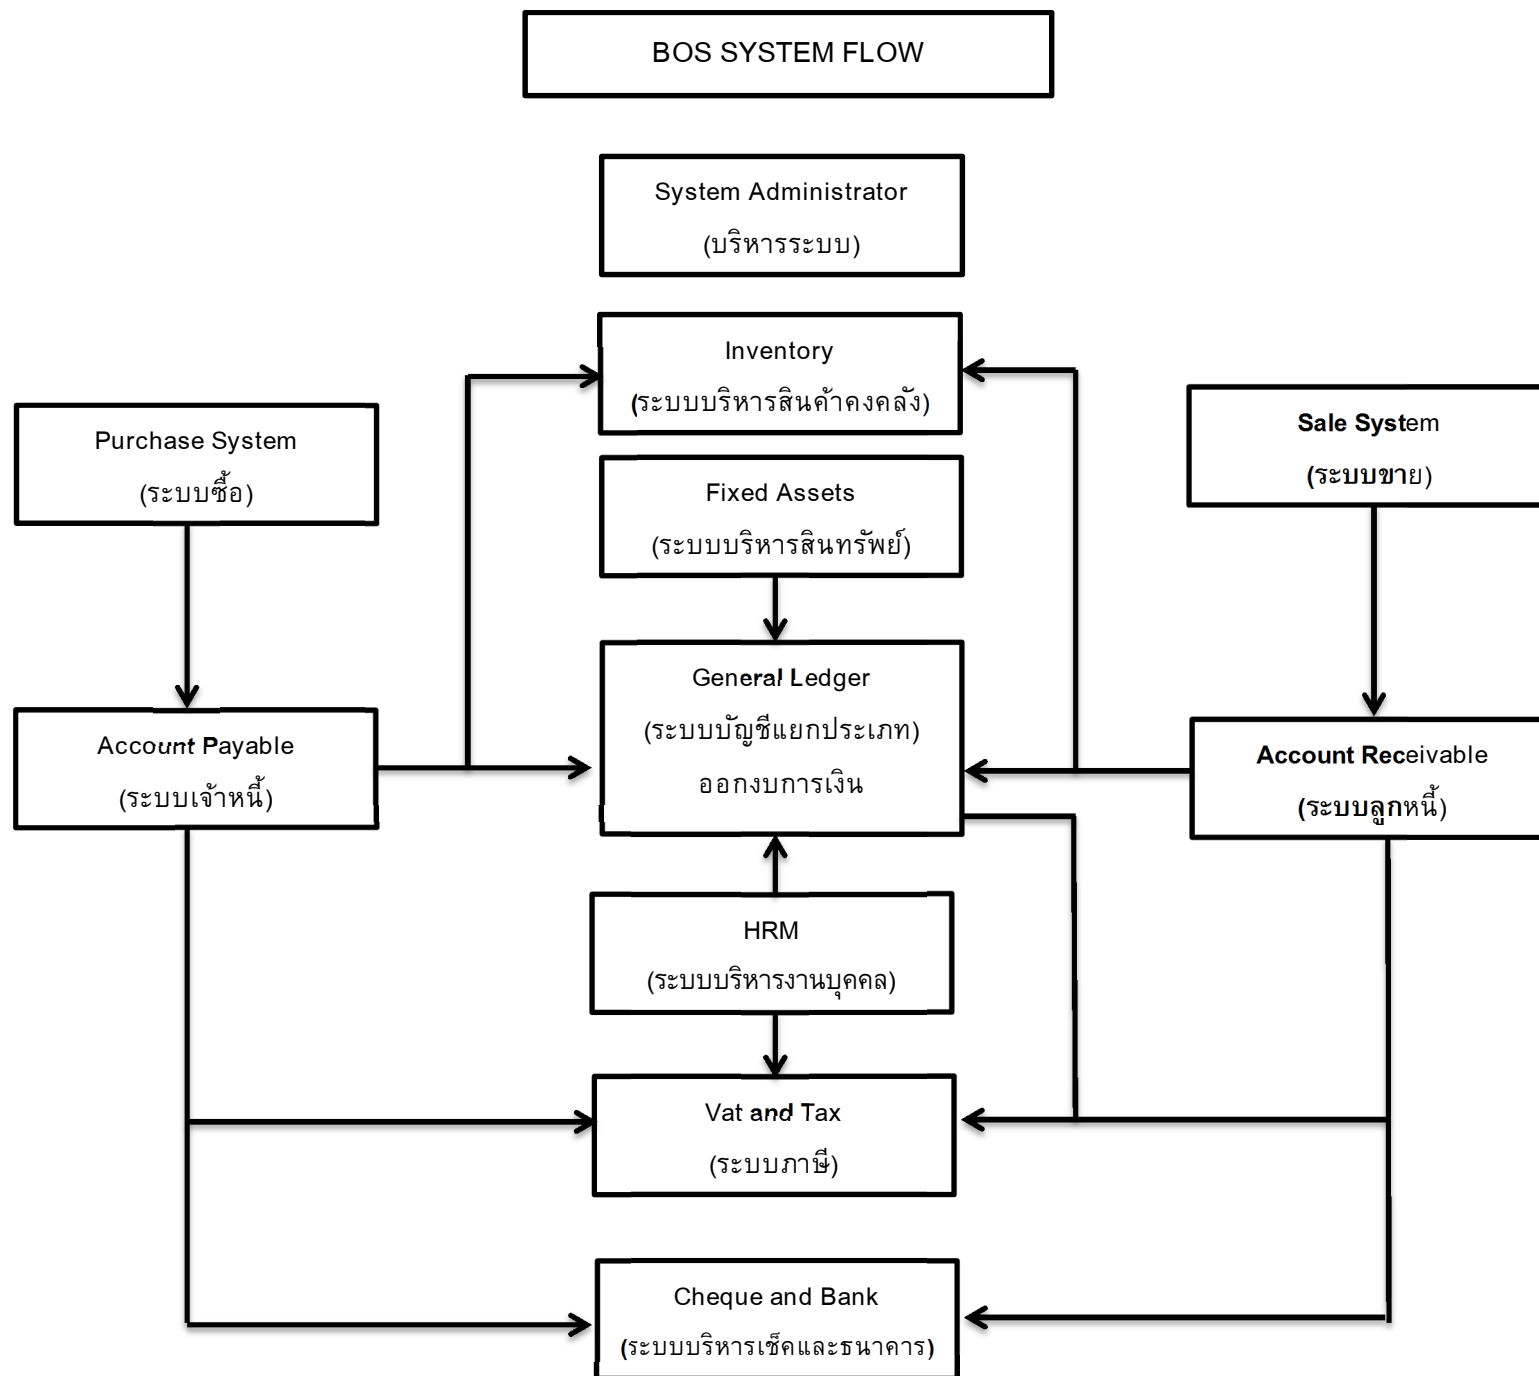 BOS SYSTEM FLOW
System Administrator
(บริหารระบบ)
Inventory
(ระบบบริหารสินค้าคงคลัง)
Purchase System
(ระบบซื้อ)
Sale System
(ระบบขาย)
Fixed Assets
(ระบบบริหารสินทรัพย์)
General Ledger
(ระบบบัญชีแยกประเภท)
ออกงบการเงิน
Account Payable
(ระบบเจ้าหนี้)
Account Receivable
(ระบบลูกหนี้)
HRM
(ระบบบริหารงานบุคคล)
Vat and Tax
(ระบบภาษี)
Cheque and Bank
(ระบบบริหารเช็คและธนาคาร)